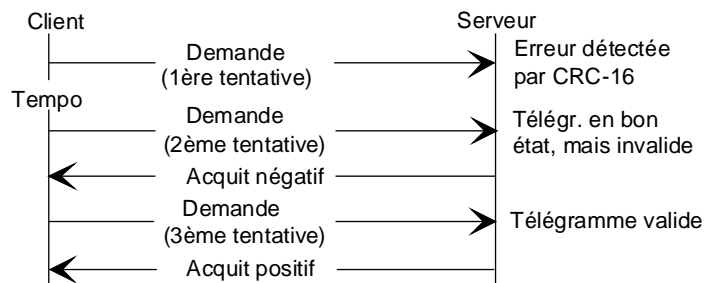 Client
Serveur
Demande
(1ère tentative)
Erreur détectée
par CRC-16
Tempo
Demande
(2ème tentative)
Télégr. en bon
état, mais invalide
Acquit négatif
Demande
(3ème tentative)
Télégramme valide
Acquit positif